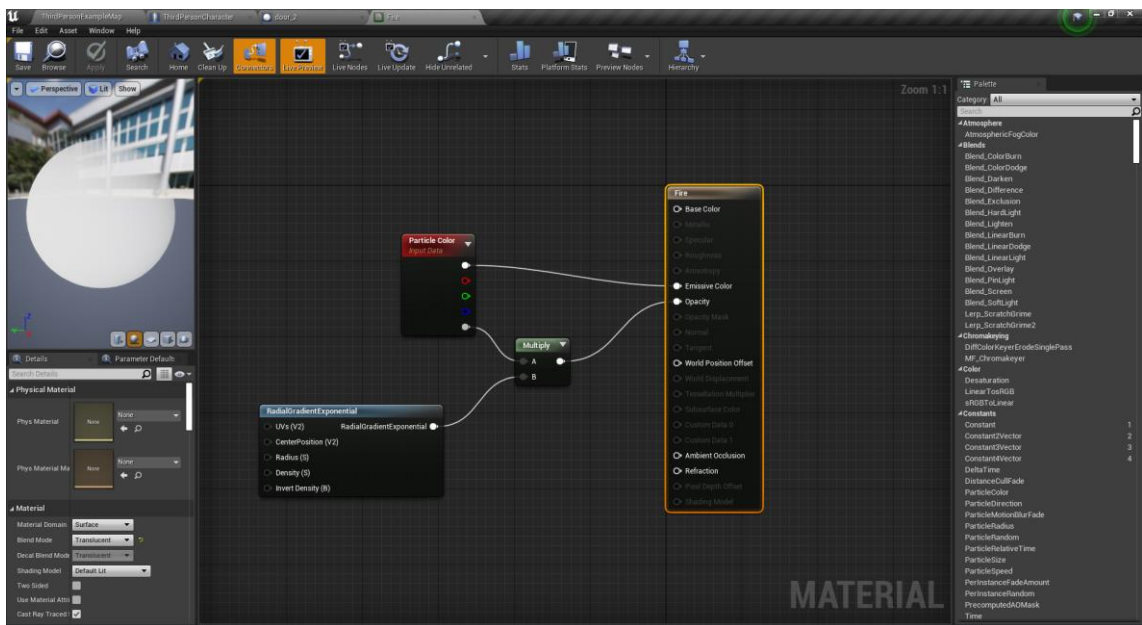 ThirdPersonExampleMap
ThirdPersonCharacter
door_2
Fire
File Edit Asset Window Help
Save
Browse
Apply
Search
Home
Clean Up
Connectors
Live Preview
Live Nodes
Live Update
Hide Unrelated
Stats
Platform Stats
Preview Nodes
Hierarchy
Perspective
Lit
Show
Zoom 1:1
Particle Color
Input Data
Multiply
A
B
RadialGradientExponential
UVs (V2)
RadialGradientExponential
CenterPosition (V2)
Radius (S)
Density (S)
Invert Density (B)
Fire
Base Color
Metallic
Specular
Roughness
Anisotropy
Emissive Color
Opacity
Opacity Mask
Normal
Tangent
World Position Offset
World Displacement
Tessellation Multiplier
Subsurface Color
Custom Data 0
Custom Data 1
Ambient Occlusion
Refraction
Pixel Depth Offset
Shading Model
MATERIAL
Details
Parameter Default
Search Details
Physical Material
Phys Material
None
None
Phys Material Ma
None
None
Material
Material Domain
Surface
Blend Mode
Translucent
Decal Blend Mode
Translucent
Shading Model
Default Lit
Two Sided
Use Material Attri
Cast Ray Traced
Palette
Category: All
Search
Atmosphere
AtmosphericFogColor
Blends
Blend_ColorBurn
Blend_ColorDodge
Blend_Darken
Blend_Difference
Blend_Exclusion
Blend_HardLight
Blend_Lighten
Blend_LinearBurn
Blend_LinearDodge
Blend_LinearLight
Blend_Overlay
Blend_PinLight
Blend_Screen
Blend_SoftLight
Lerp_ScratchGrime
Lerp_ScratchGrime2
Chromakeying
DiffColorKeyerErodeSinglePass
MF_Chromakeyer
Color
Desaturation
LinearTosRGB
sRGBToLinear
Constants
Constant 1
Constant2Vector 2
Constant3Vector 3
Constant4Vector 4
DeltaTime
DistanceCullFade
ParticleColor
ParticleDirection
ParticleMotionBlurFade
ParticleRadius
ParticleRandom
ParticleRelativeTime
ParticleSize
ParticleSpeed
PerInstanceFadeAmount
PerInstanceRandom
PrecomputedAOMask
Time